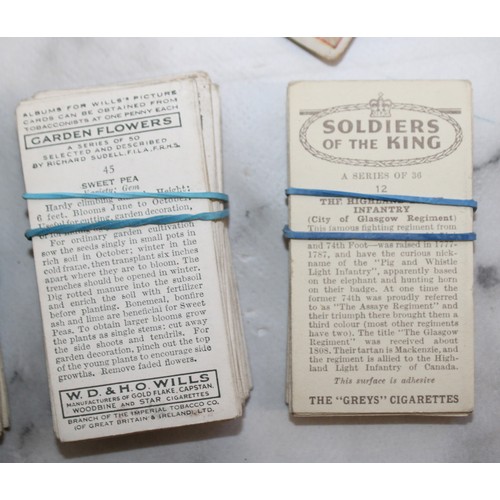 ALBUMS FOR WILLS'S PICTURE
CARDS CAN BE OBTAINED FROM
TOBACCONISTS AT ONE PENNY EACH
GARDEN FLOWERS
A SERIES OF 50
SELECTED AND DESCRIBED
BY RICHARD SUDELL, F.I.L.A., F.R.H.S.
45
SWEET PEA
Variety: Gem
Hardy climbing annual. Height:
6 feet. Blooms June to October.
Useful for cutting, garden decoration,
For ordinary garden cultivation
sow the seeds singly in small pots in
rich soil in October; winter in the
cold frame, then transplant six inches
apart where they are to bloom. The
trenches should be opened in winter.
Dig rotted manure into the subsoil
and enrich the soil with fertilizer
before planting. Bonemeal, bonfire
ash and lime are beneficial for Sweet
Peas. To obtain larger blooms grow
the plants as single stems: cut away
the side shoots and tendrils. For
garden decoration, pinch out the top
of the young plants to encourage side
growths. Remove faded flowers.
W. D. & H. O. WILLS
MANUFACTURERS OF GOLD FLAKE, CAPSTAN,
WOODBINE AND STAR CIGARETTES
BRANCH OF THE IMPERIAL TOBACCO CO.
(OF GREAT BRITAIN & IRELAND), LTD.
SOLDIERS
OF THE KING
A SERIES OF 36
12
THE HIGHLAND LIGHT
INFANTRY
(City of Glasgow Regiment)
This famous fighting regiment from
and 74th Foot—was raised in 1777-
1787, and have the curious nick-
name of the "Pig and Whistle
Light Infantry", apparently based
on the elephant and hunting horn
on their badge. At one time the
former 74th was proudly referred
to as "The Assaye Regiment" and
their triumph there brought them a
third colour (most other regiments
have two). The title "The Glasgow
Regiment" was received about
1808. Their tartan is Mackenzie, and
the regiment is allied to the High-
land Light Infantry of Canada.
This surface is adhesive
THE "GREYS" CIGARETTES